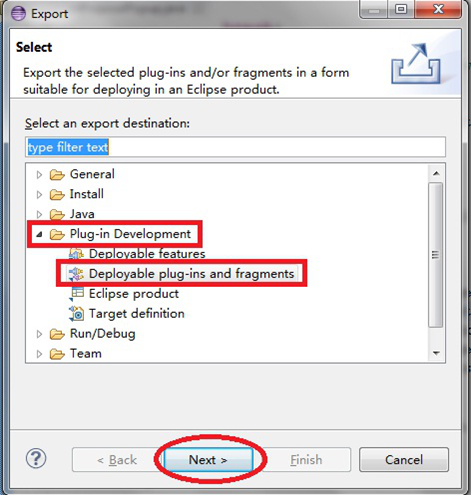 Export
Select
Export the selected plug-ins and/or fragments in a form
suitable for deploying in an Eclipse product.
Select an export destination:
type filter text
General
Install
Java
Plug-in Development
Deployable features
Deployable plug-ins and fragments
Eclipse product
Target definition
Run/Debug
Team
? < Back Next > Finish Cancel